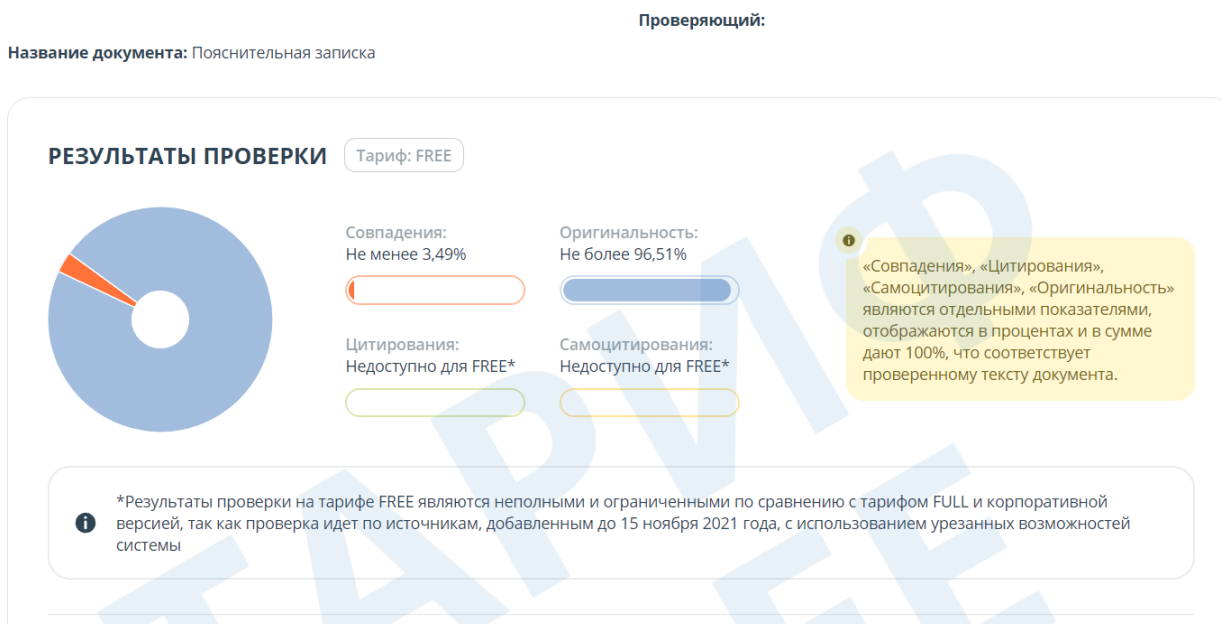 Проверяющий:
Название документа: Пояснительная записка
РЕЗУЛЬТАТЫ ПРОВЕРКИ
Тариф: FREE
Совпадения:
Не менее 3,49%
Оригинальность:
Не более 96,51%
Цитирования:
Недоступно для FREE*
Самоцитирования:
Недоступно для FREE*
«Совпадения», «Цитирования»,
«Самоцитирования», «Оригинальность»
являются отдельными показателями,
отображаются в процентах и в сумме
дают 100%, что соответствует
проверенному тексту документа.
*Результаты проверки на тарифе FREE являются неполными и ограниченными по сравнению с тарифом FULL и корпоративной
версией, так как проверка идет по источникам, добавленным до 15 ноября 2021 года, с использованием урезанных возможностей
системы
ТАРИФ
EE